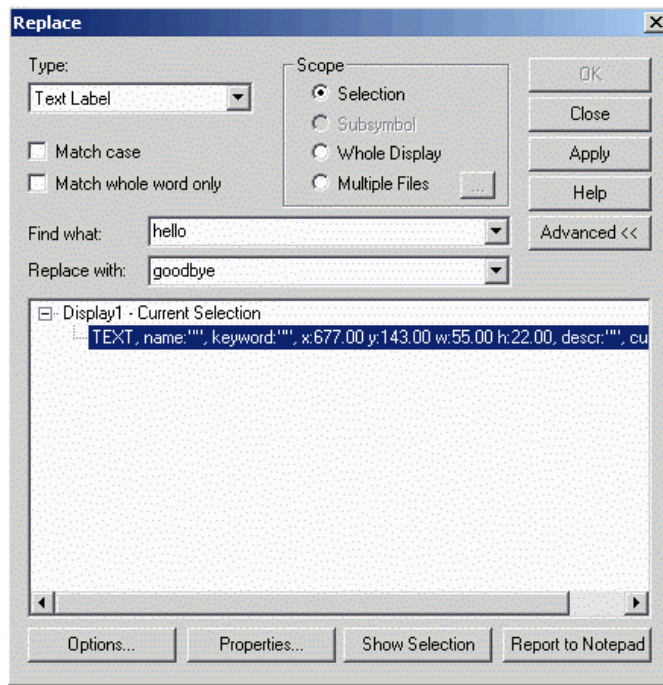 Replace
Type:
Text Label
Match case
Match whole word only
Scope
Selection
Subsymbol
Whole Display
Multiple Files
...
OK
Close
Apply
Help
Advanced <<
Find what:
hello
Replace with:
goodbye
Display1 - Current Selection
TEXT, name:"", keyword:"", x:677.00 y:143.00 w:55.00 h:22.00, descr:"", cu
Options...
Properties...
Show Selection
Report to Notepad